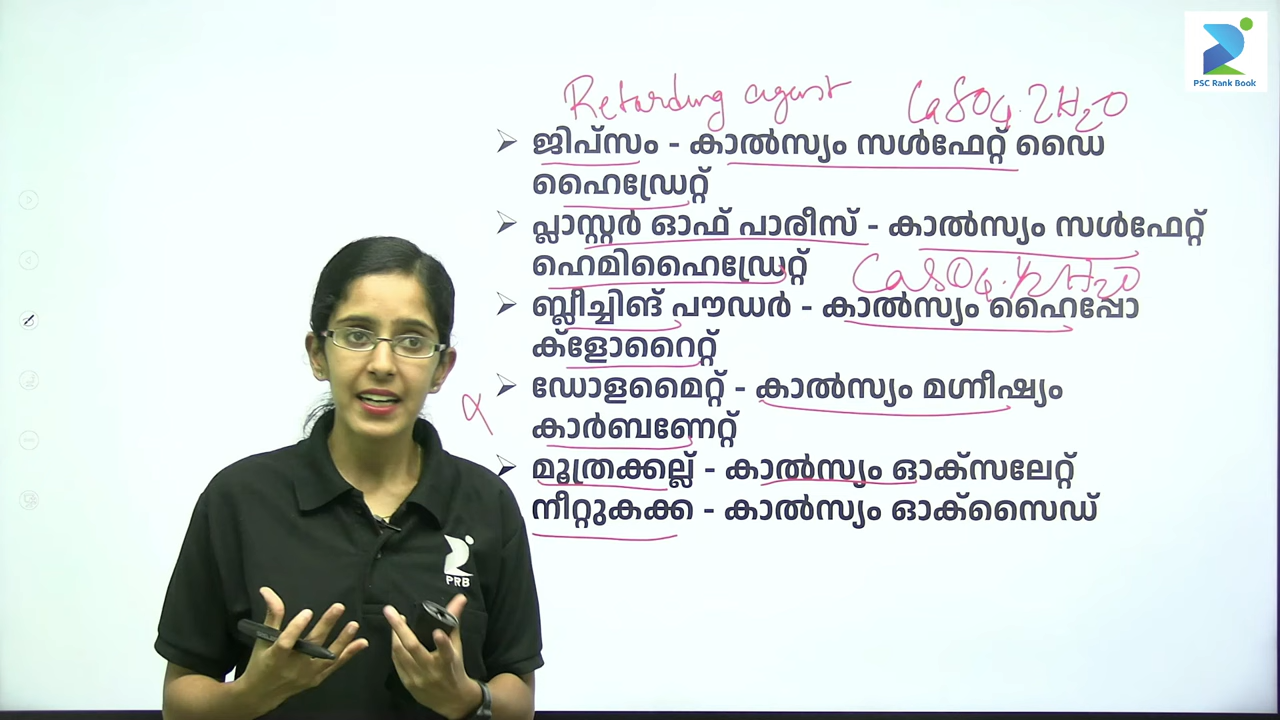 PSC Rank Book
Retarding agent CaSO4.2H2O
ജിപ്സം - കാൽസ്യം സൾഫേറ്റ് ഡൈ
ഹൈഡ്രേറ്റ്
പ്ലാസ്റ്റർ ഓഫ് പാരീസ് - കാൽസ്യം സൾഫേറ്റ്
ഹെമിഹൈഡ്രേറ്റ് CaSO4.1/2H2O
ബ്ലീച്ചിങ് പൗഡർ - കാൽസ്യം ഹൈപ്പോ
ക്ളോറൈറ്റ്
ഡോളമൈറ്റ് - കാൽസ്യം മഗ്നീഷ്യം
കാർബണേറ്റ്
മൂത്രക്കല്ല് - കാൽസ്യം ഓക്സലേറ്റ്
നീറ്റുകക്ക - കാൽസ്യം ഓക്സൈഡ്
PRB